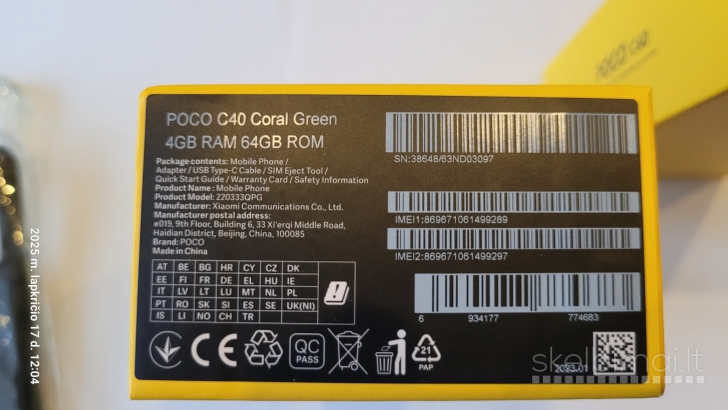 POCO C40
POCO C40 Coral Green
4GB RAM 64GB ROM
Package contents: Mobile Phone /
Adapter / USB Type-C Cable / SIM Eject Tool /
Quick Start Guide / Warranty Card / Safety Information
Product Name: Mobile Phone
Product Model: 220333QPG
Manufacturer: Xiaomi Communications Co., Ltd.
Manufacturer postal address:
#019, 9th Floor, Building 6, 33 Xi'erqi Middle Road,
Haidian District, Beijing, China, 100085
Brand: POCO
Made in China
AT BE BG HR CY CZ DK
EE FI FR DE EL HU IE
IT LV LT LU MT NL PL
PT RO SK SI ES SE UK(NI)
IS LI NO CH TR
CE
QC
PASS
21
PAP
SN:38648/63ND03097
IMEI1:869671061499289
IMEI2:869671061499297
6 934177 774683
2023.01
skelbimai.lt
2025 m. lapkričio 17 d. 12:04